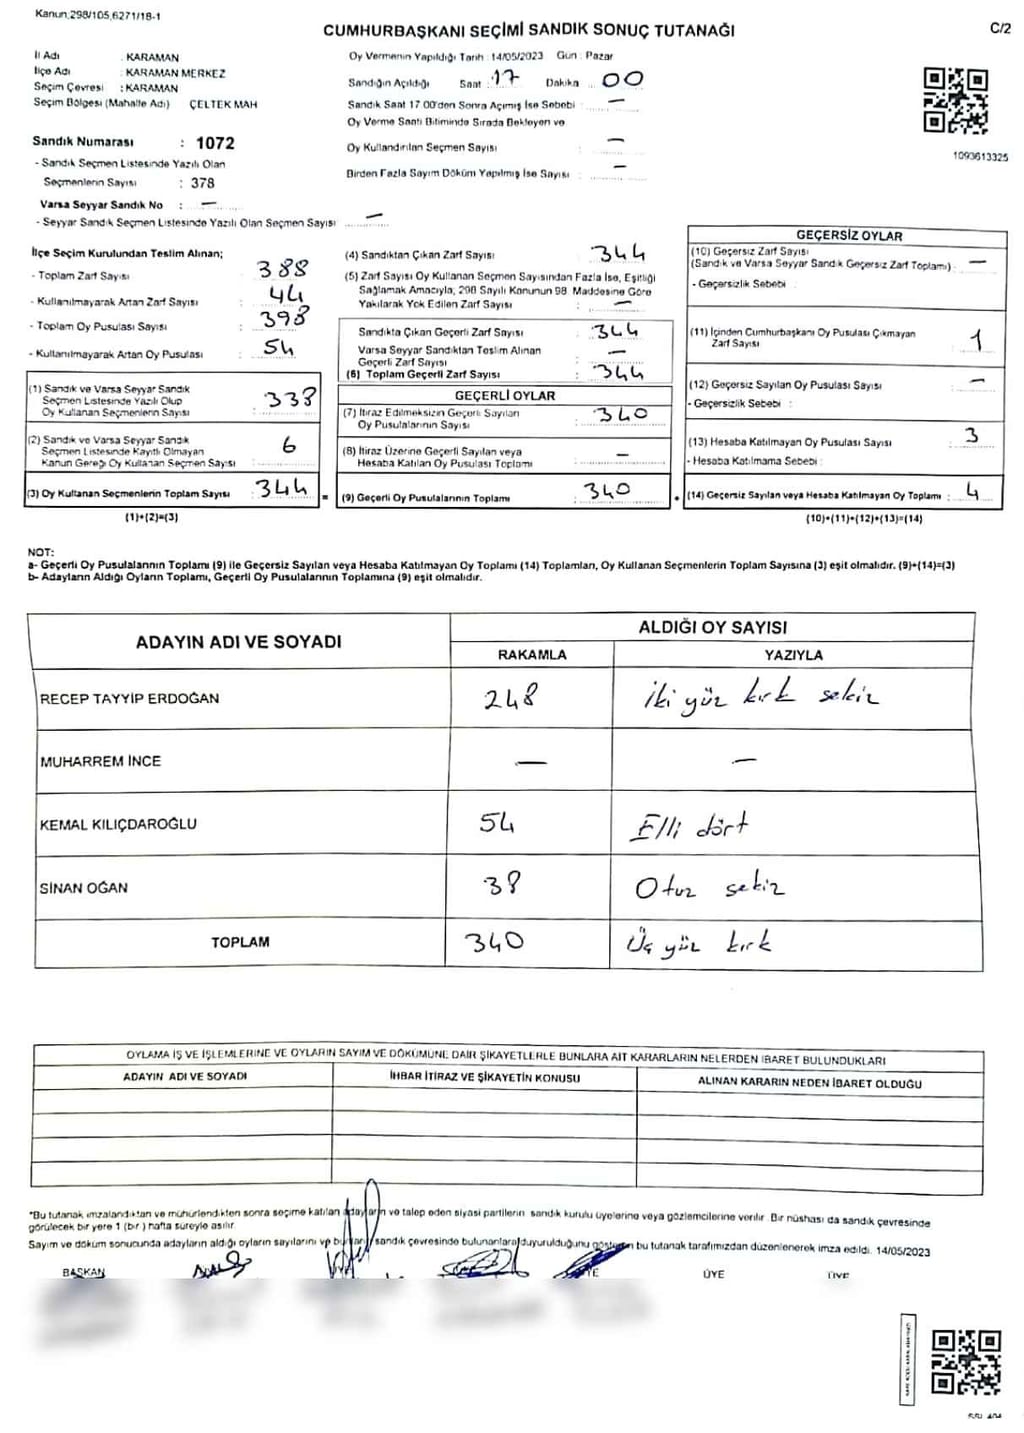 Kanun,298/105,6271/18-1
CUMHURBAŞKANI SEÇİMİ SANDIK SONUÇ TUTANAĞI
C/2
İl Adı : KARAMAN
İlçe Adı : KARAMAN MERKEZ
Seçim Çevresi : KARAMAN
Seçim Bölgesi (Mahalle Adı) ÇELTEK MAH
Sandık Numarası : 1072
- Sandık Seçmen Listesinde Yazılı Olan
Seçmenlerin Sayısı : 378
Varsa Seyyar Sandık No : —
- Seyyar Sandık Seçmen Listesinde Yazılı Olan Seçmen Sayısı —
Oy Vermenin Yapıldığı Tarih : 14/05/2023 Gün : Pazar
Sandığın Açıldığı Saat 17 Dakika 00
Sandık Saat 17 00'den Sonra Açımış İse Sebebi : —
Oy Verme Saati Bitiminde Sırada Bekleyen ve
Oy Kullandırılan Seçmen Sayısı : —
Birden Fazla Sayım Döküm Yapılmış İse Sayısı : —
1093613325
İlçe Seçim Kurulundan Teslim Alınan;
- Toplam Zarf Sayısı : 388
- Kullanılmayarak Artan Zarf Sayısı : 44
- Toplam Oy Pusulası Sayısı : 398
- Kullanılmayarak Artan Oy Pusulası : 54
(1) Sandık ve Varsa Seyyar Sandık
Seçmen Listesinde Yazılı Olup
Oy Kullanan Seçmenlerin Sayısı : 338
(2) Sandık ve Varsa Seyyar Sandık
Seçmen Listesinde Kayıtlı Olmayan
Kanun Gereği Oy Kullanan Seçmen Sayısı : 6
(3) Oy Kullanan Seçmenlerin Toplam Sayısı : 344 =
(1)+(2)=(3)
(4) Sandıktan Çıkan Zarf Sayısı : 344
(5) Zarf Sayısı Oy Kullanan Seçmen Sayısından Fazla İse, Eşitliği
Sağlamak Amacıyla, 298 Sayılı Konunun 98. Maddesine Göre
Yakılarak Yok Edilen Zarf Sayısı : —
Sandıkta Çıkan Geçerli Zarf Sayısı : 344
Varsa Seyyar Sandıktan Teslim Alınan
Geçerli Zarf Sayısı : —
(6) Toplam Geçerli Zarf Sayısı : 344
GEÇERLİ OYLAR
(7) İtiraz Edilmeksizin Geçerli Sayılan
Oy Pusulalarının Sayısı : 340
(8) İtiraz Üzerine Geçerli Sayılan veya
Hesaba Katılan Oy Pusulası Toplamı : —
(9) Geçerli Oy Pusulalarının Toplamı : 340 +
GEÇERSİZ OYLAR
(10) Geçersiz Zarf Sayısı
(Sandık ve Varsa Seyyar Sandık Geçersiz Zarf Toplamı) : —
- Geçersizlik Sebebi :
(11) İçinden Cumhurbaşkanı Oy Pusulası Çıkmayan
Zarf Sayısı : 1
(12) Geçersiz Sayılan Oy Pusulası Sayısı : —
- Geçersizlik Sebebi :
(13) Hesaba Katılmayan Oy Pusulası Sayısı : 3
- Hesaba Katılmama Sebebi :
(14) Geçersiz Sayılan veya Hesaba Katılmayan Oy Toplamı : 4
(10)+(11)+(12)+(13)=(14)
NOT:
a- Geçerli Oy Pusulalarının Toplamı (9) ile Geçersiz Sayılan veya Hesaba Katılmayan Oy Toplamı (14) Toplamları, Oy Kullanan Seçmenlerin Toplam Sayısına (3) eşit olmalıdır. (9)+(14)=(3)
b- Adayların Aldığı Oyların Toplamı, Geçerli Oy Pusulalarının Toplamına (9) eşit olmalıdır.
ADAYIN ADI VE SOYADI
ALDIĞI OY SAYISI
RAKAMLA YAZIYLA
RECEP TAYYİP ERDOĞAN 248 İki yüz kırk sekiz
MUHARREM İNCE — —
KEMAL KILIÇDAROĞLU 54 Elli dört
SİNAN OĞAN 38 Otuz sekiz
TOPLAM 340 Üç yüz kırk
OYLAMA İŞ VE İŞLEMLERİNE VE OYLARIN SAYIM VE DÖKÜMÜNE DAİR ŞİKAYETLERLE BUNLARA AİT KARARLARIN NELERDEN İBARET BULUNDUKLARI
ADAYIN ADI VE SOYADI İHBAR İTİRAZ VE ŞİKAYETİN KONUSU ALINAN KARARIN NEDEN İBARET OLDUĞU
*Bu tutanak imzalandıktan ve mühürlendikten sonra seçime katılan adayların ve talep eden siyasi partilerin sandık kurulu üyelerine veya gözlemcilerine verilir. Bir nüshası da sandık çevresinde
görülecek bir yere 1 (bir ) hafta süreyle asılır.
Sayım ve döküm sonucunda adayların aldığı oyların sayılarını ve bunları sandık çevresinde bulunanlara duyurulduğunu gösteren bu tutanak tarafımızdan düzenlenerek imza edildi. 14/05/2023
BAŞKAN ÜYE ÜYE